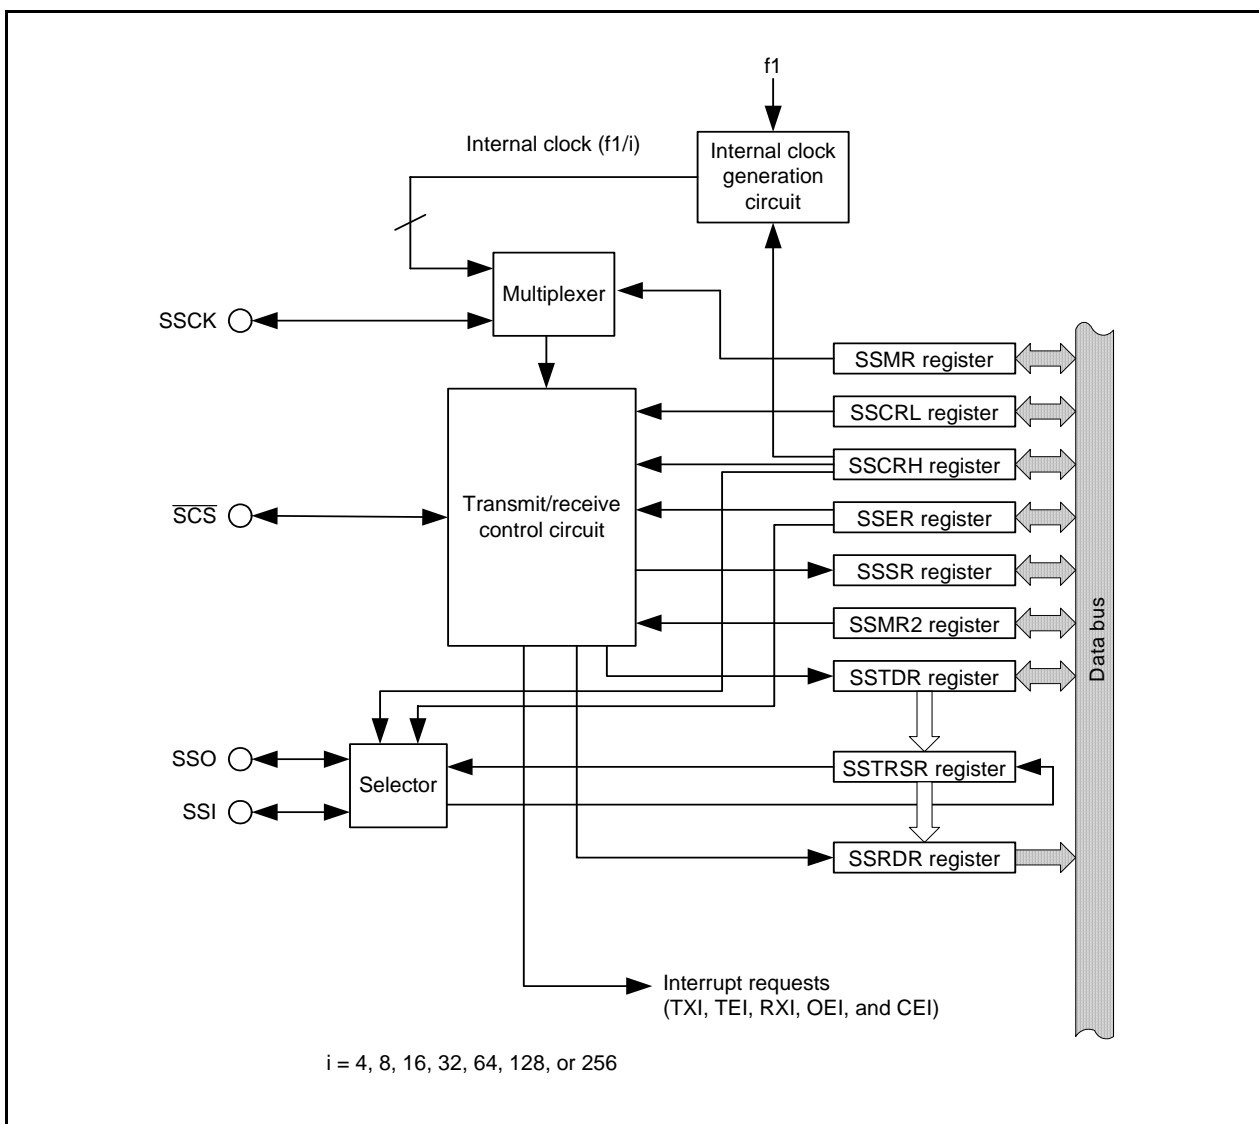 f1
Internal clock (f1/i)
Internal clock
generation
circuit
Multiplexer
SSCK
SSMR register
SSCRL register
SSCRH register
SCS
Transmit/receive
control circuit
SSER register
SSSR register
SSMR2 register
SSTDR register
Data bus
SSO
SSI
Selector
SSTRSR register
SSRDR register
Interrupt requests
(TXI, TEI, RXI, OEI, and CEI)
i = 4, 8, 16, 32, 64, 128, or 256